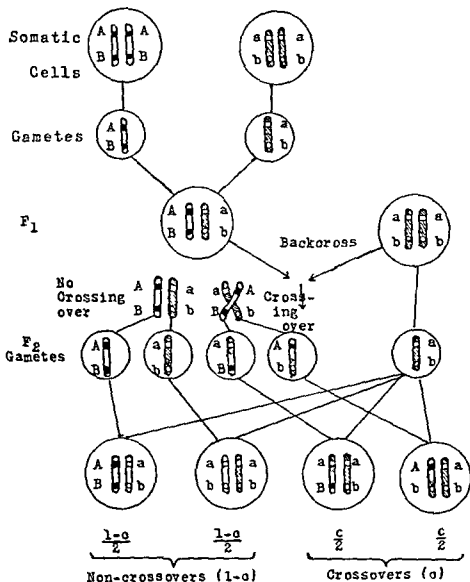 Somatic A A a a
Cells B B b b
Gametes A a
B b
F1 A a a a
B b b b
Backoross
No Crossing over A a a A Cross-ing over
B b B b
F2 Gametes A a a A a
B b B b b
A a a a a a A a
B b b b B b b b
1-c/2 1-c/2 c/2 c/2
Non-crossovers (1-c) Crossovers (c)